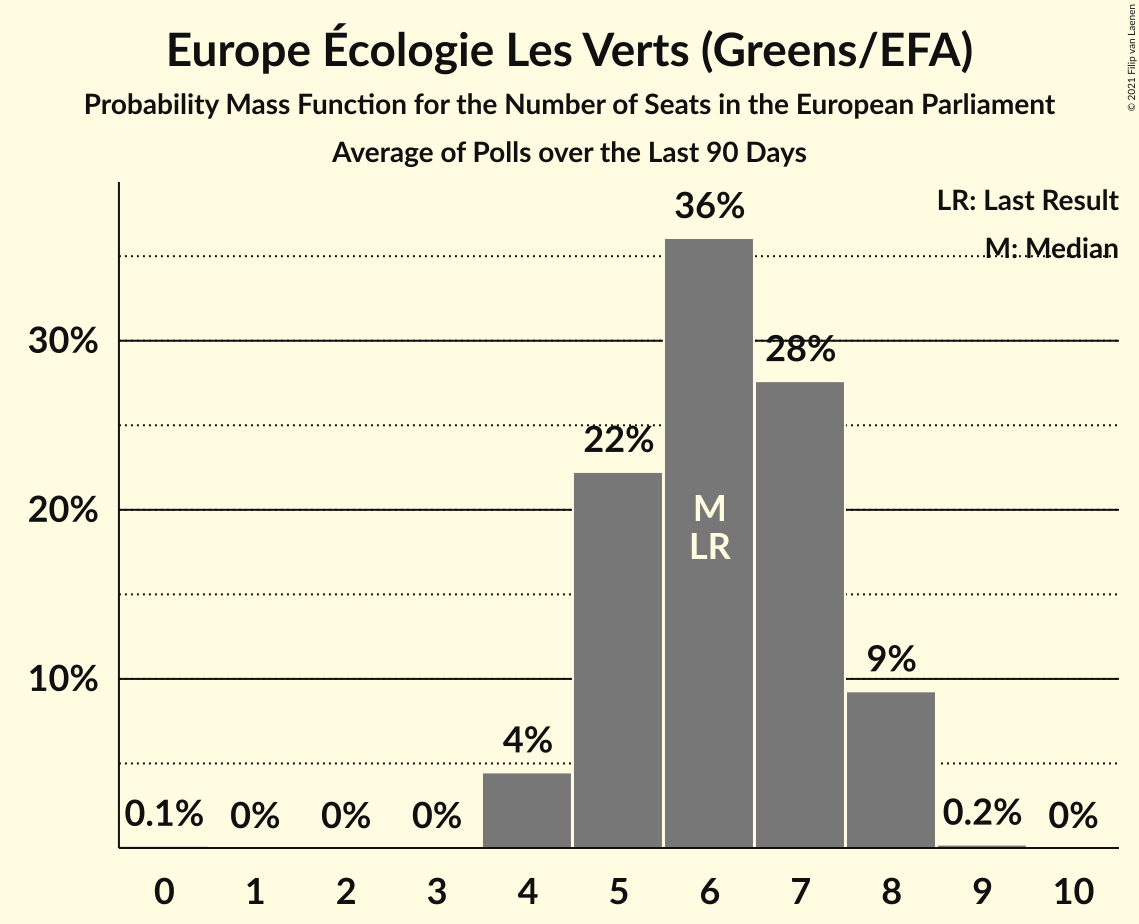 Europe Écologie Les Verts (Greens/EFA)
Probability Mass Function for the Number of Seats in the European Parliament
Average of Polls over the Last 90 Days
© 2021 Filip van Laenen
LR: Last Result
M: Median
36%
30%
28%
22%
20%
M
LR
10%
9%
4%
0.1% 0% 0% 0% 0.2% 0%
0 1 2 3 4 5 6 7 8 9 10